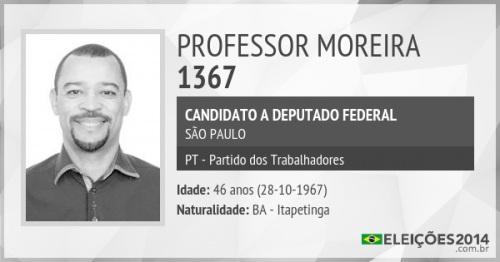 PROFESSOR MOREIRA
1367
CANDIDATO A DEPUTADO FEDERAL
SÃO PAULO
PT - Partido dos Trabalhadores
Idade: 46 anos (28-10-1967)
Naturalidade: BA - Itapetinga
ELEIÇÕES2014
.com.br